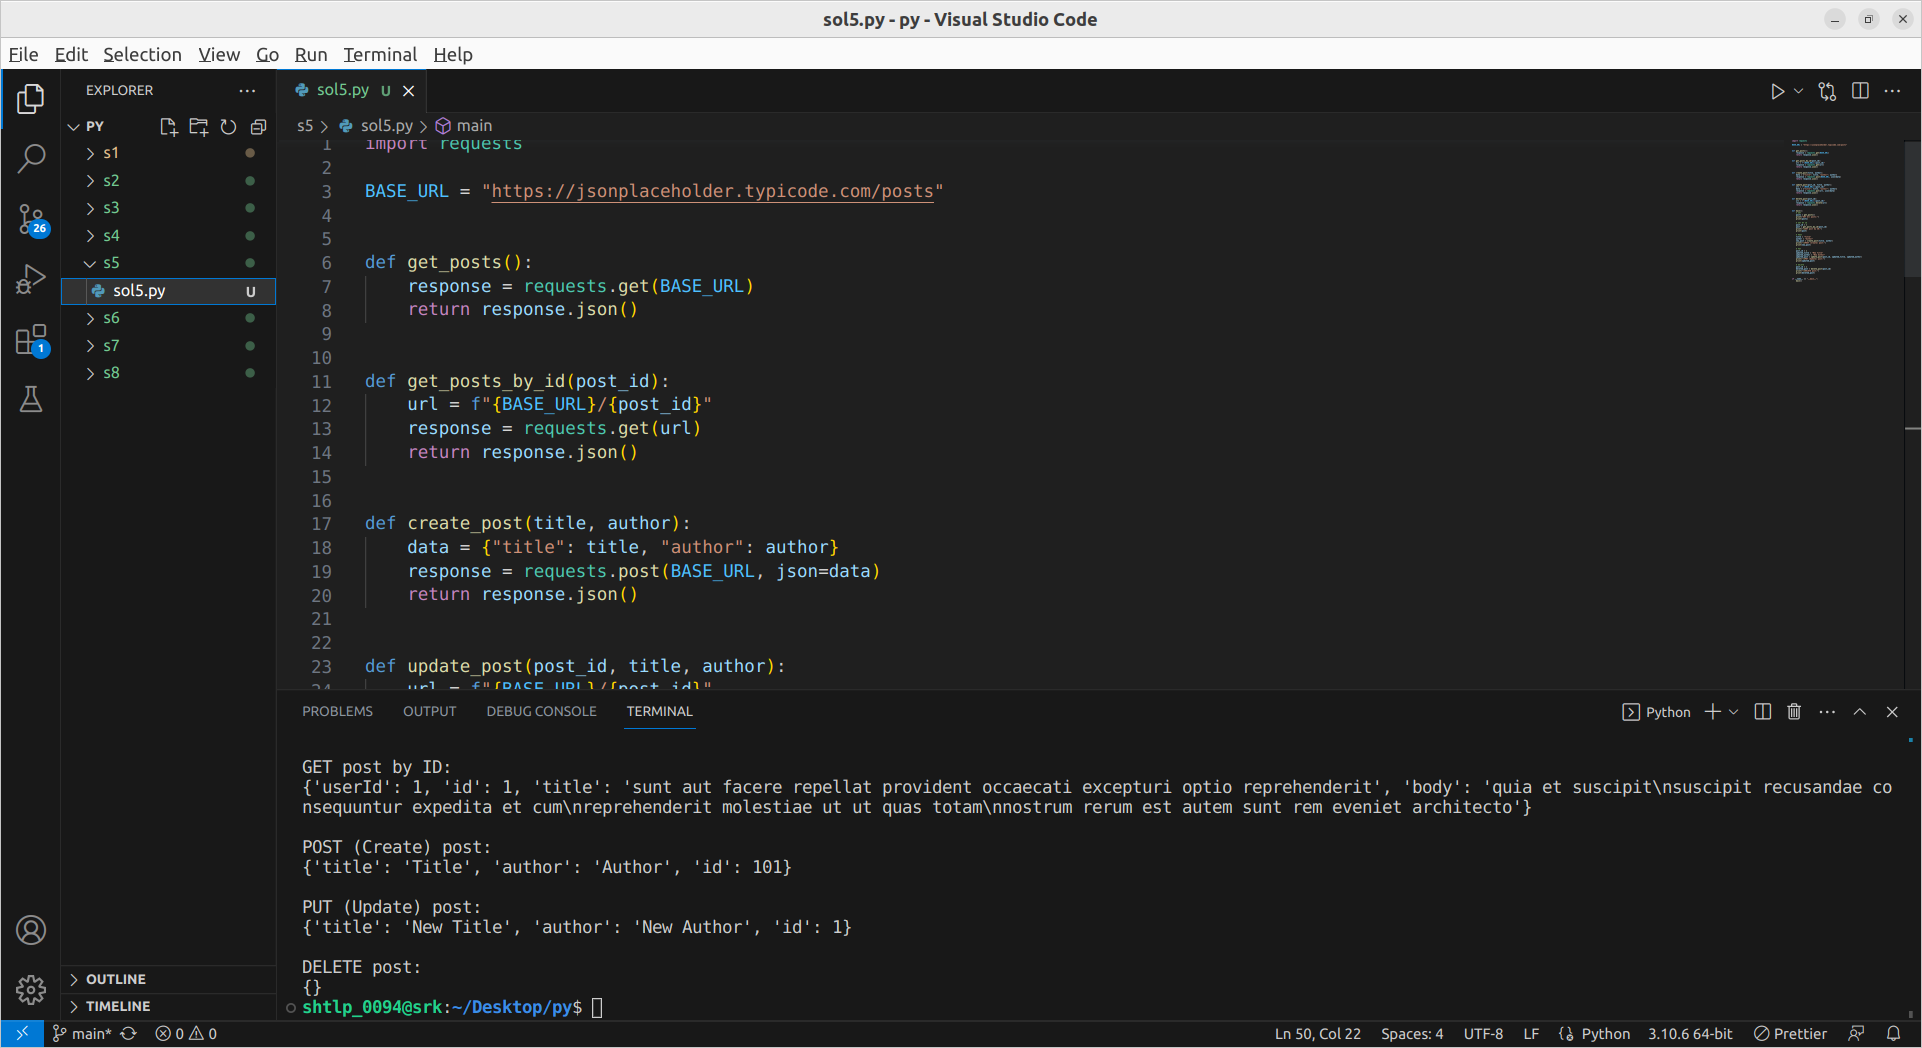 sol5.py - py - Visual Studio Code
File Edit Selection View Go Run Terminal Help
EXPLORER
PY
s1
s2
s3
s4
s5
sol5.py U
s6
s7
s8
OUTLINE
TIMELINE
26
1
sol5.py U
s5 > sol5.py > main
1 import requests
2
3 BASE_URL = "https://jsonplaceholder.typicode.com/posts"
4
5
6 def get_posts():
7     response = requests.get(BASE_URL)
8     return response.json()
9
10
11 def get_posts_by_id(post_id):
12     url = f"{BASE_URL}/{post_id}"
13     response = requests.get(url)
14     return response.json()
15
16
17 def create_post(title, author):
18     data = {"title": title, "author": author}
19     response = requests.post(BASE_URL, json=data)
20     return response.json()
21
22
23 def update_post(post_id, title, author):
24     url = f"{BASE_URL}/{post_id}"
PROBLEMS OUTPUT DEBUG CONSOLE TERMINAL
Python
GET post by ID:
{'userId': 1, 'id': 1, 'title': 'sunt aut facere repellat provident occaecati excepturi optio reprehenderit', 'body': 'quia et suscipit\nsuscipit recusandae co
nsequuntur expedita et cum\nreprehenderit molestiae ut ut quas totam\nnostrum rerum est autem sunt rem eveniet architecto'}
POST (Create) post:
{'title': 'Title', 'author': 'Author', 'id': 101}
PUT (Update) post:
{'title': 'New Title', 'author': 'New Author', 'id': 1}
DELETE post:
{}
shtlp_0094@srk:~/Desktop/py$
main* 0 0 Ln 50, Col 22 Spaces: 4 UTF-8 LF Python 3.10.6 64-bit Prettier